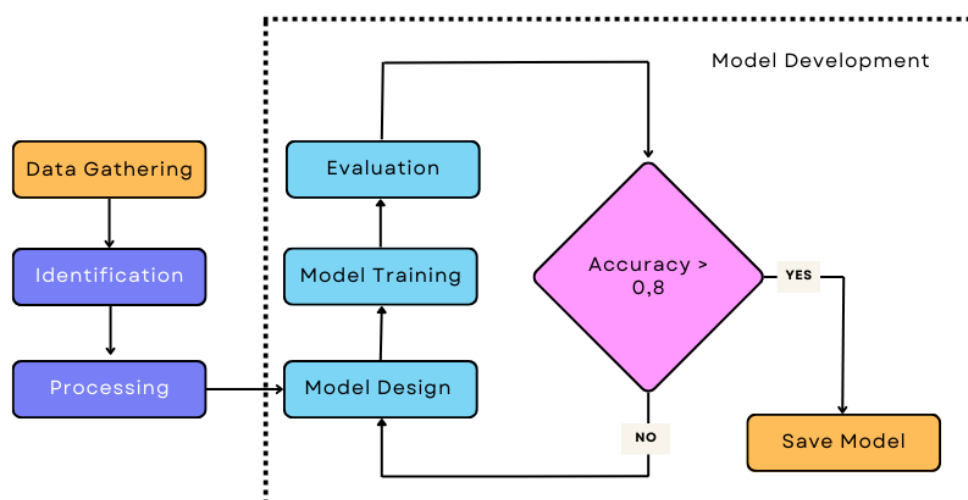 Model Development
Data Gathering
Identification
Processing
Evaluation
Model Training
Model Design
Accuracy >
0,8
YES
NO
Save Model